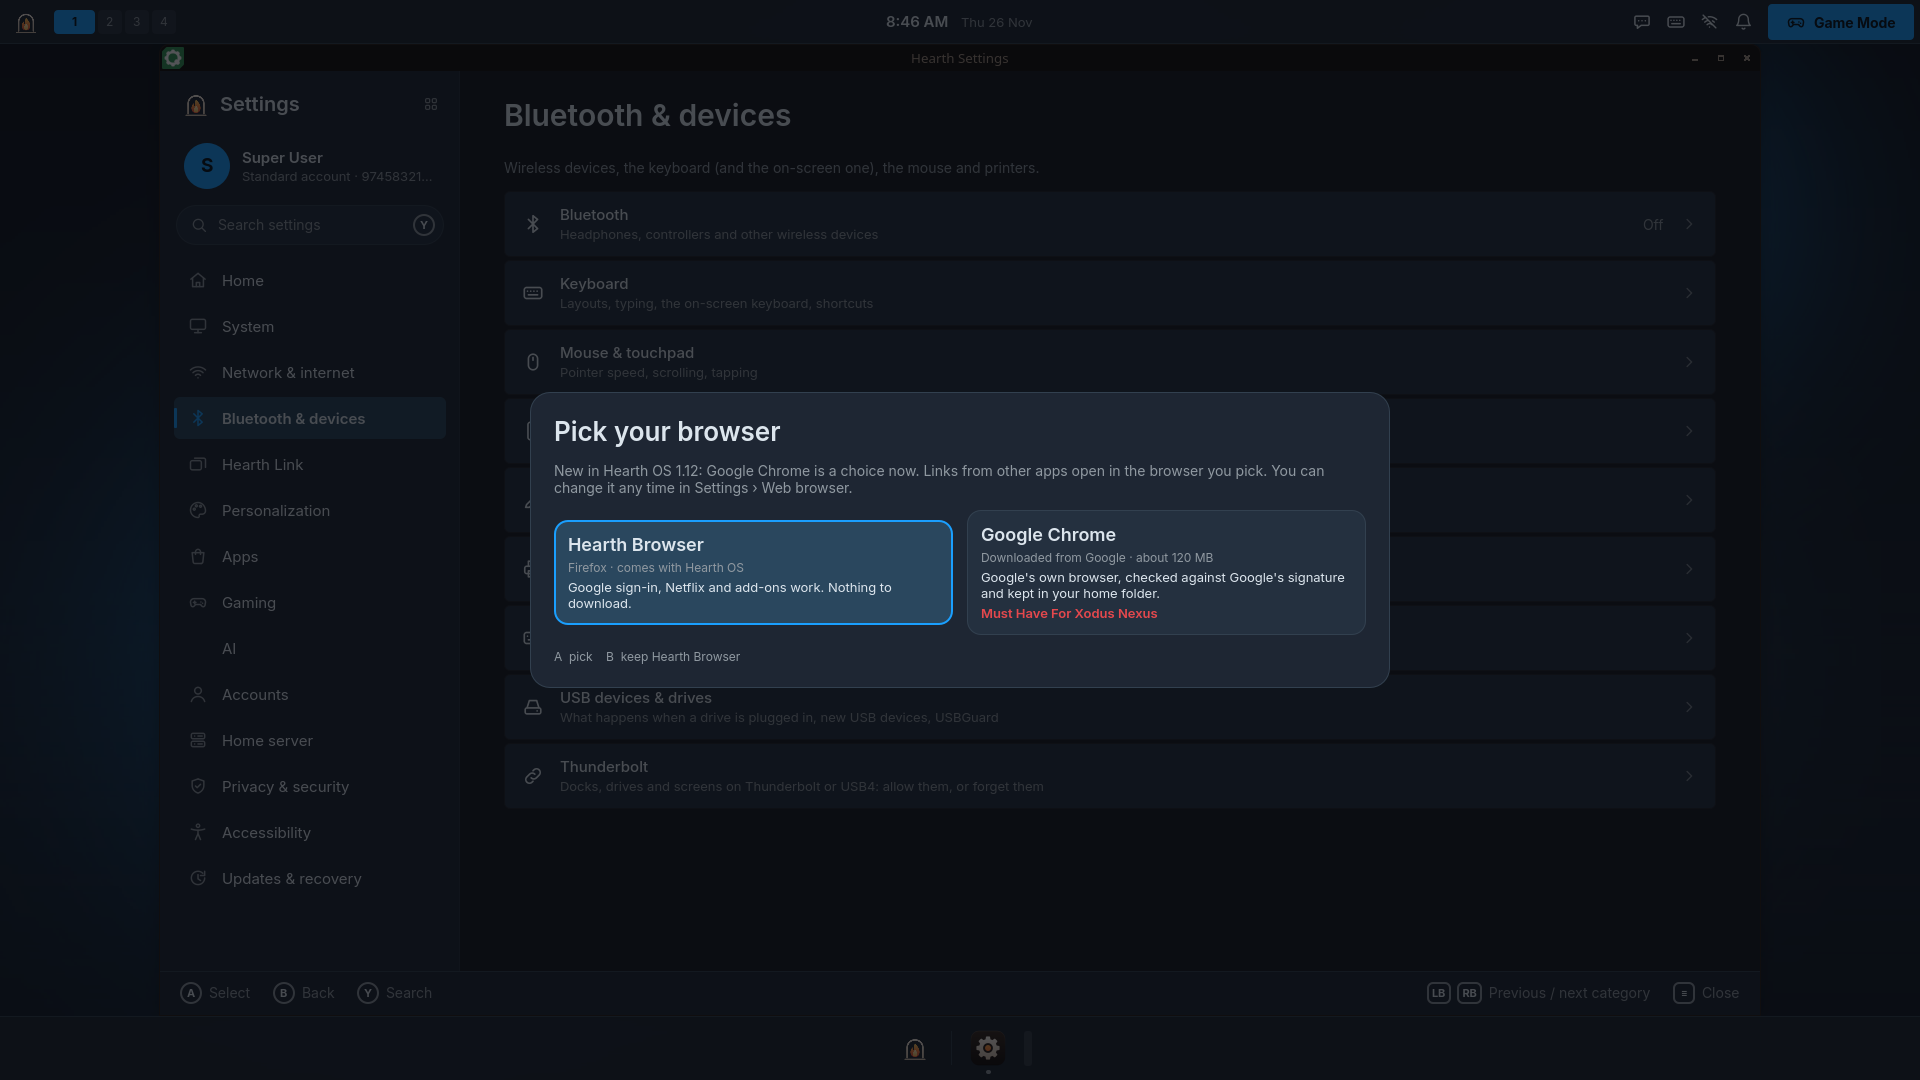 1 2 3 4
8:46 AM Thu 26 Nov
Game Mode
Hearth Settings
Settings
S
Super User
Standard account · 97458321...
Search settings
Y
Home
System
Network & internet
Bluetooth & devices
Hearth Link
Personalization
Apps
Gaming
AI
Accounts
Home server
Privacy & security
Accessibility
Updates & recovery
Bluetooth & devices
Wireless devices, the keyboard (and the on-screen one), the mouse and printers.
Bluetooth
Headphones, controllers and other wireless devices
Off
Keyboard
Layouts, typing, the on-screen keyboard, shortcuts
Mouse & touchpad
Pointer speed, scrolling, tapping
Pick your browser
New in Hearth OS 1.12: Google Chrome is a choice now. Links from other apps open in the browser you pick. You can
change it any time in Settings › Web browser.
Hearth Browser
Firefox · comes with Hearth OS
Google sign-in, Netflix and add-ons work. Nothing to
download.
Google Chrome
Downloaded from Google · about 120 MB
Google's own browser, checked against Google's signature
and kept in your home folder.
Must Have For Xodus Nexus
A pick B keep Hearth Browser
USB devices & drives
What happens when a drive is plugged in, new USB devices, USBGuard
Thunderbolt
Docks, drives and screens on Thunderbolt or USB4: allow them, or forget them
A Select B Back Y Search
LB RB Previous / next category ≡ Close